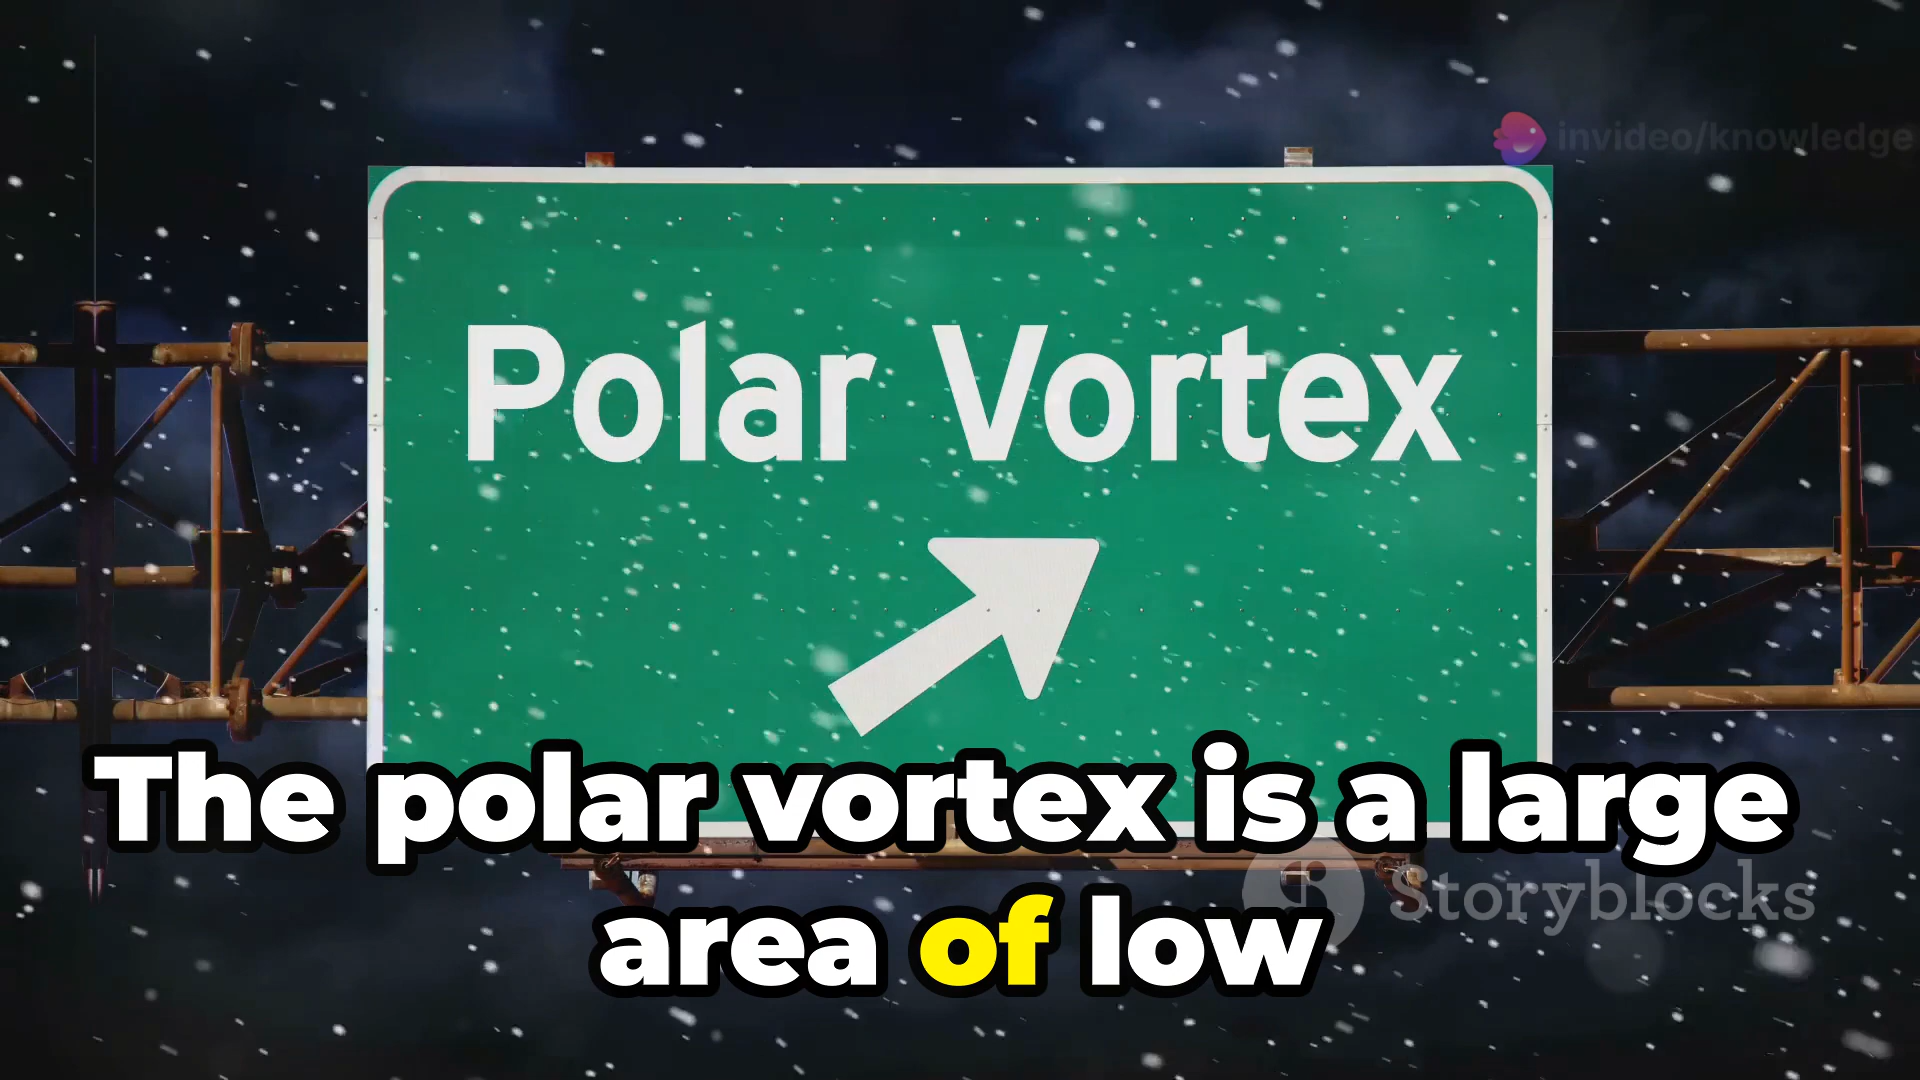 invideo/knowledge
Polar Vortex
The polar vortex is a large
area of low
Storyblocks